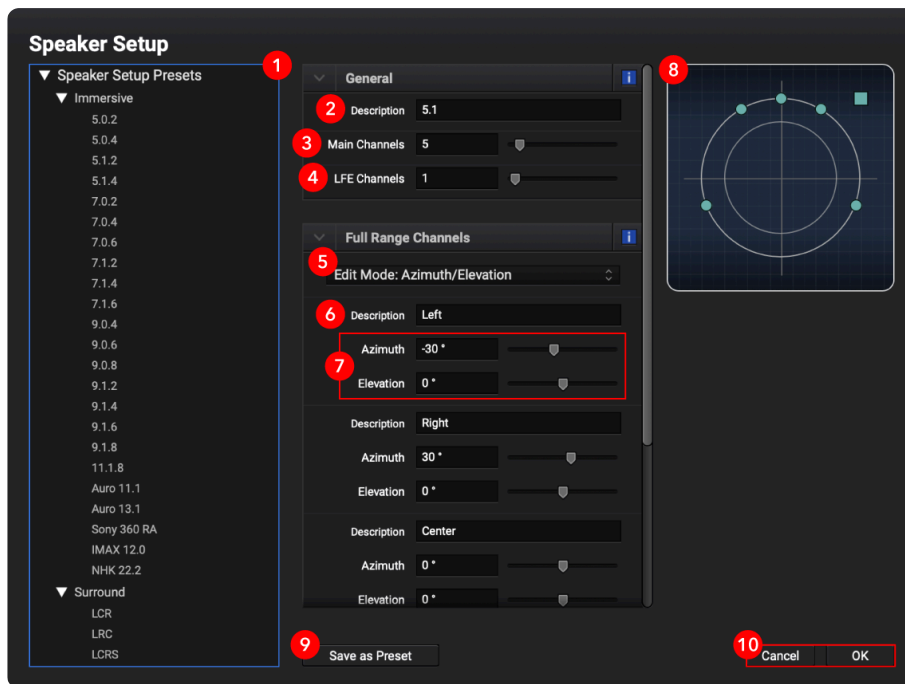 Speaker Setup
1
Speaker Setup Presets
Immersive
5.0.2
5.0.4
5.1.2
5.1.4
7.0.2
7.0.4
7.0.6
7.1.2
7.1.4
7.1.6
9.0.4
9.0.6
9.0.8
9.1.2
9.1.4
9.1.6
9.1.8
11.1.8
Auro 11.1
Auro 13.1
Sony 360 RA
IMAX 12.0
NHK 22.2
Surround
LCR
LRC
LCRS
General i
2 Description 5.1
3 Main Channels 5
4 LFE Channels 1
Full Range Channels i
5
Edit Mode: Azimuth/Elevation
6 Description Left
Azimuth -30 °
7
Elevation 0 °
Description Right
Azimuth 30 °
Elevation 0 °
Description Center
Azimuth 0 °
Elevation 0 °
8
9
Save as Preset
10
Cancel OK